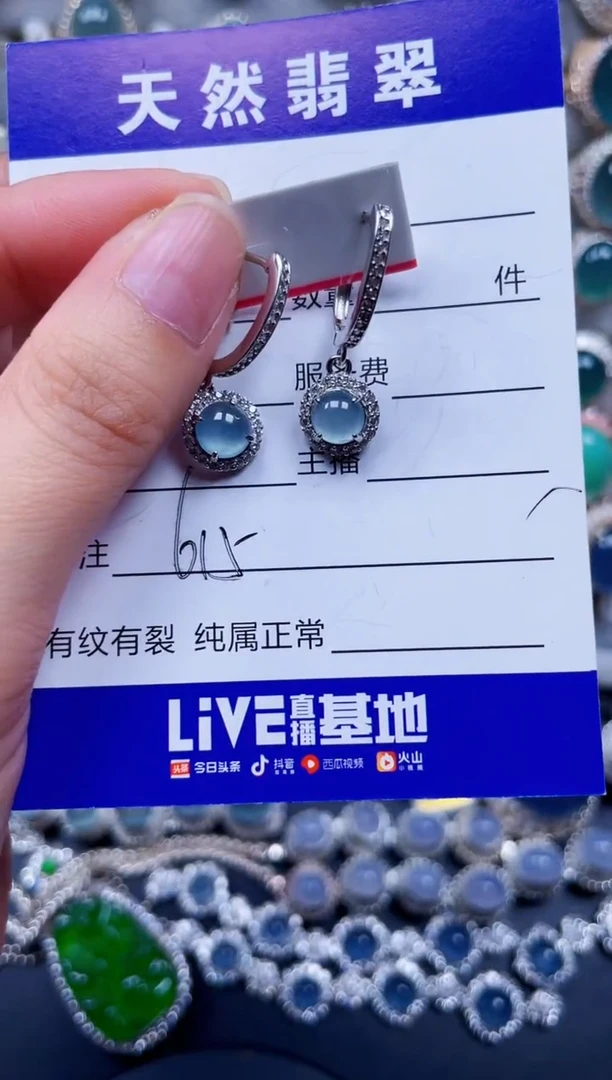 天然翡翠
数量 件
服务费
主播
注 615
有纹有裂 纯属正常
LiVE直播基地
今日头条 抖音 西瓜视频 火山